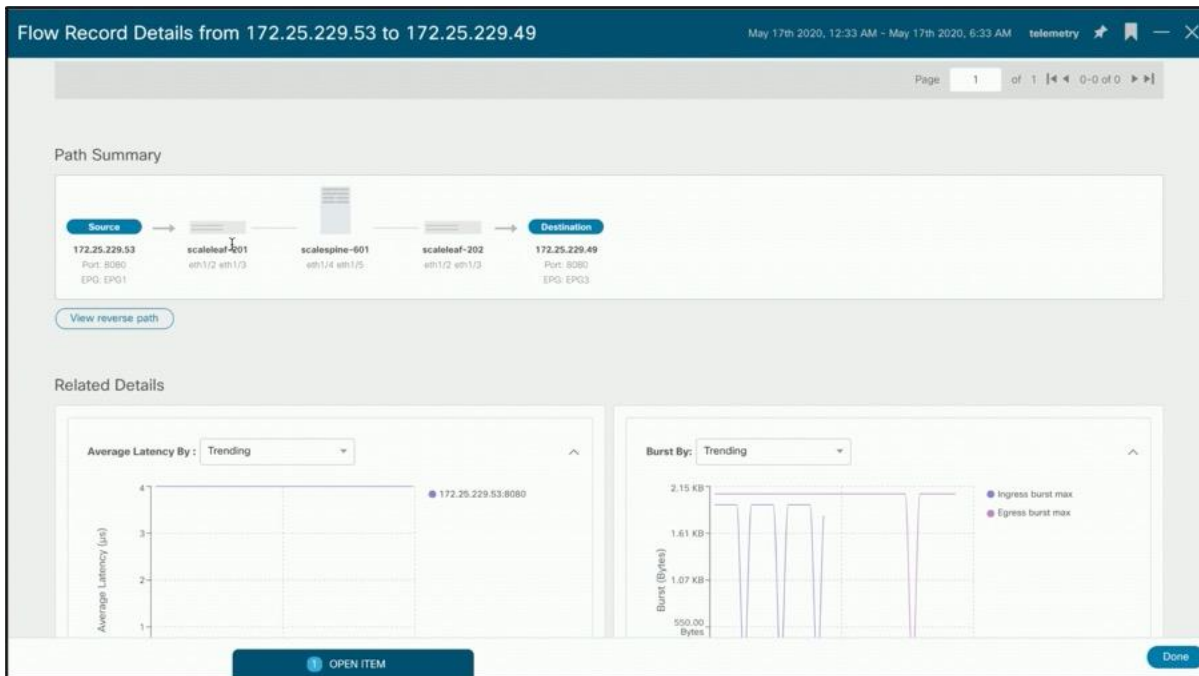 Flow Record Details from 172.25.229.53 to 172.25.229.49
May 17th 2020, 12:33 AM - May 17th 2020, 6:33 AM telemetry
Page 1 of 1 0-0 of 0
Path Summary
Source
Destination
172.25.229.53 scaleleaf-201 scalespine-601 scaleleaf-202 172.25.229.49
Port: 8080 eth1/2 eth1/3 eth1/4 eth1/5 eth1/2 eth1/3 Port: 8080
EPG: EPG1 EPG: EPG3
View reverse path
Related Details
Average Latency By : Trending
4
3
2
1
Average Latency (µs)
172.25.229.53:8080
Burst By: Trending
2.15 KB
1.61 KB
1.07 KB
550.00
Bytes
Burst (Bytes)
Ingress burst max
Egress burst max
1 OPEN ITEM
Done